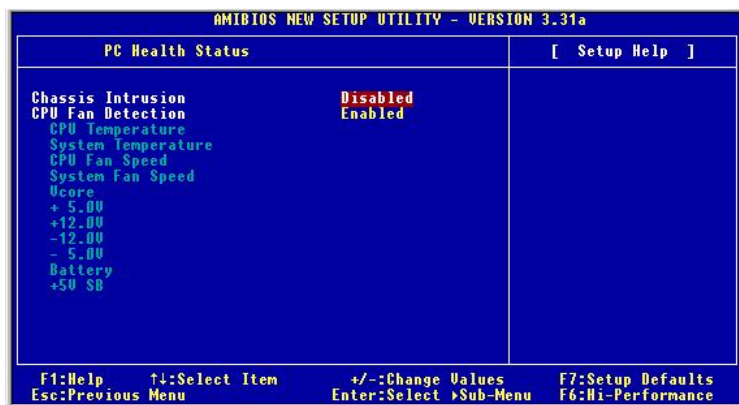 AMIBIOS NEW SETUP UTILITY - VERSION 3.31a
PC Health Status [ Setup Help ]
Chassis Intrusion Disabled
CPU Fan Detection Enabled
CPU Temperature
System Temperature
CPU Fan Speed
System Fan Speed
Vcore
+ 5.0V
+12.0V
-12.0V
- 5.0V
Battery
+5V SB
F1:Help ↑↓:Select Item +/-:Change Values F7:Setup Defaults
Esc:Previous Menu Enter:Select ▸Sub-Menu F6:Hi-Performance